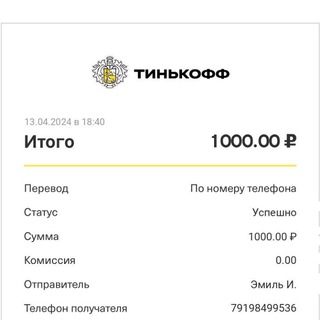 ТИНЬКОФФ
13.04.2024 в 18:40
Итого 1000.00 ₽
Перевод По номеру телефона
Статус Успешно
Сумма 1000.00 ₽
Комиссия 0.00
Отправитель Эмиль И.
Телефон получателя 79198499536